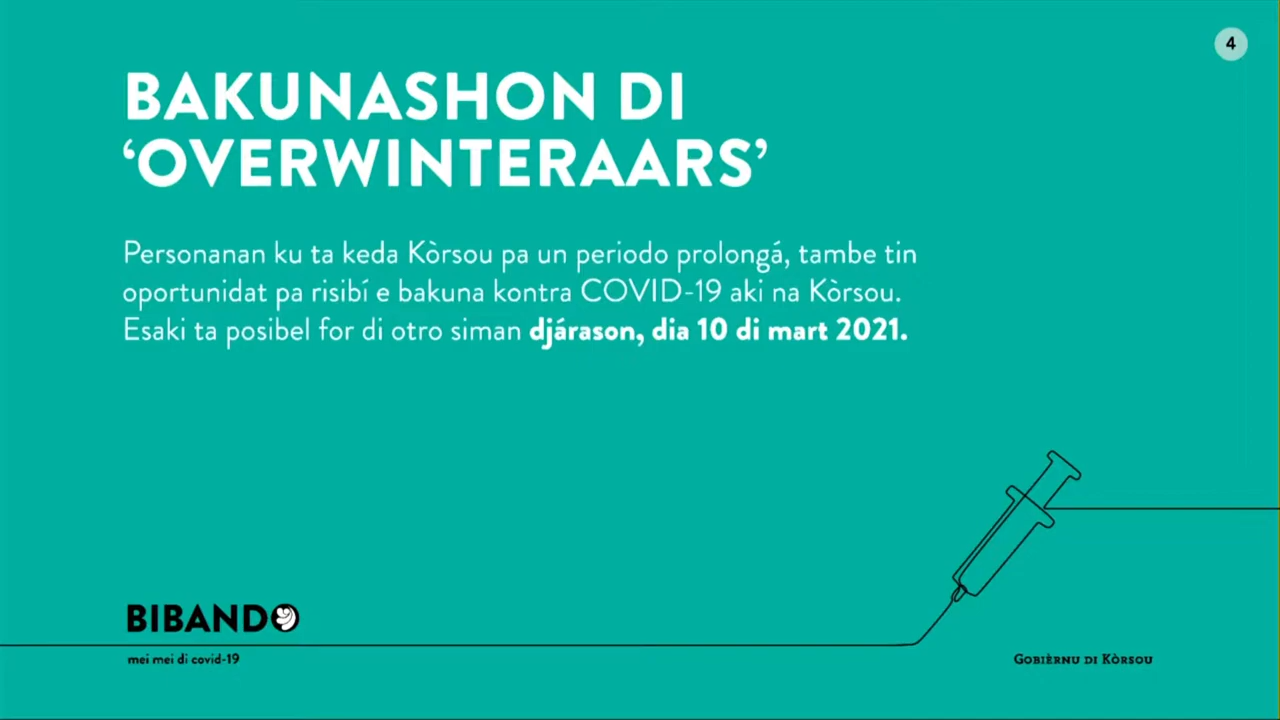 4
BAKUNASHON DI
‘OVERWINTERAARS’
Personanan ku ta keda Kòrsou pa un periodo prolongá, tambe tin
oportunidat pa risibí e bakuna kontra COVID-19 aki na Kòrsou.
Esaki ta posibel for di otro siman djárason, dia 10 di mart 2021.
BIBANDO
mei mei di covid-19
GOBIÈRNU DI KÒRSOU